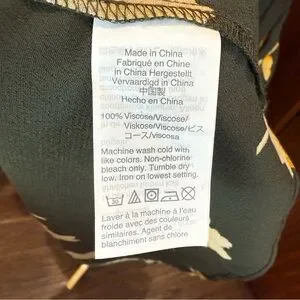 Made in China
Fabriqué en Chine
in China Hergestellt
Vervaardigd in China
中国製
Hecho en China
100% Viscose/Viscose/
Viskose/Viscose/ビス
コース/viscosa
Machine wash cold with
like colors. Non-chlorine
bleach only. Tumble dry
low. Iron on lowest setting.
30
Laver à la machine à l'eau
froide avec des couleurs
similaires. Agent de
blanchiment sans chlore